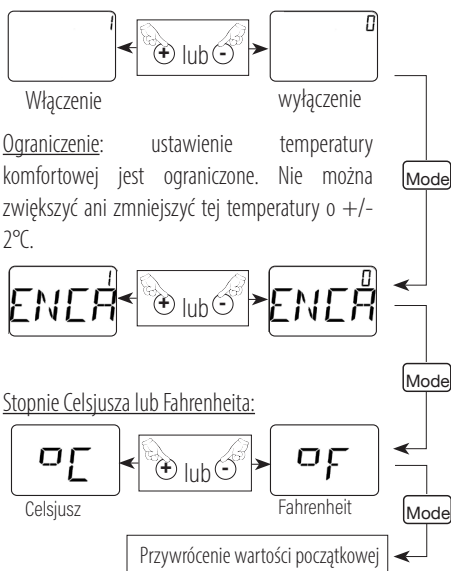 1 + lub - 0
Włączenie wyłączenie
Ograniczenie: ustawienie temperatury
komfortowej jest ograniczone. Nie można
zwiększyć ani zmniejszyć tej temperatury o +/-
2°C.
Mode
1 0
ENCA + lub - ENCA
Mode
Stopnie Celsjusza lub Fahrenheita:
°C + lub - °F
Celsjusz Fahrenheit
Mode
Przywrócenie wartości początkowej